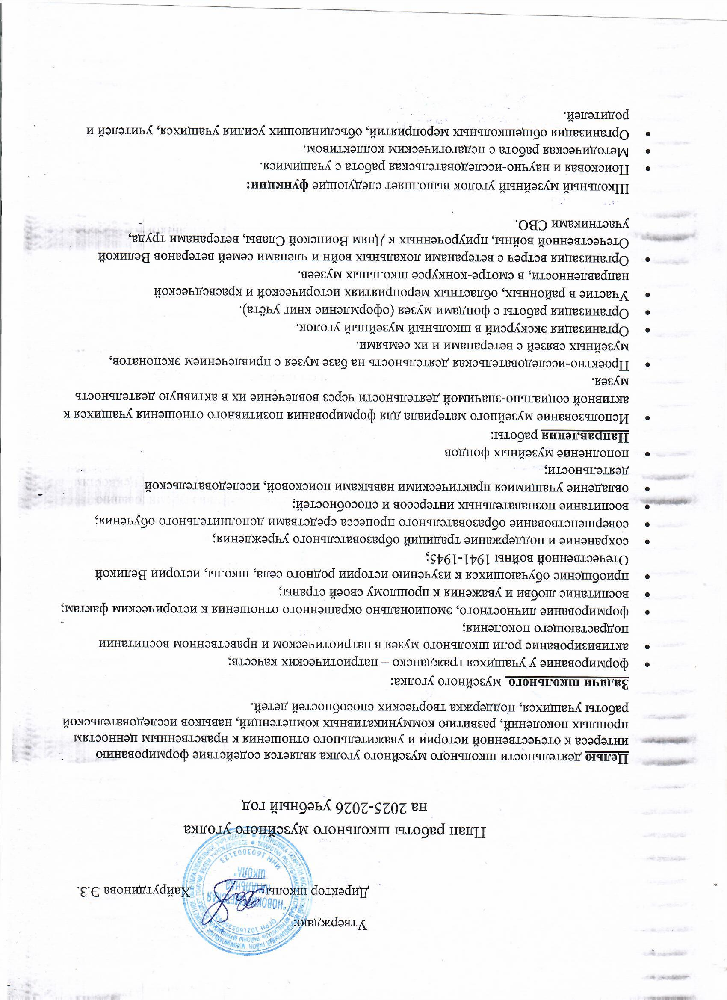 Утверждаю:
Директор школы Хайрутдинова Э.З.
"НОВОКИ
НАЧАЛЬНАЯ
ШКОЛА"
ИНН 1603003123
План работы школьного музейного уголка
на 2025-2026 учебный год
Целью деятельности школьного музейного уголка является содействие формированию
интереса к отечественной истории и уважительного отношения к нравственным ценностям
прошлых поколений, развитию коммуникативных компетенций, навыков исследовательской
работы учащихся, поддержка творческих способностей детей.
Задачи школьного музейного уголка:
• формирование у учащихся гражданско – патриотических качеств;
• активизирование роли школьного музея в патриотическом и нравственном воспитании
подрастающего поколения;
• формирование личностного, эмоционально окрашенного отношения к историческим фактам;
• воспитание любви и уважения к прошлому своей страны;
• приобщение обучающихся к изучению истории родного села, школы, истории Великой
Отечественной войны 1941-1945;
• сохранение и поддержание традиций образовательного учреждения;
• совершенствование образовательного процесса средствами дополнительного обучения;
• воспитание познавательных интересов и способностей;
• овладение учащимися практическими навыками поисковой, исследовательской
деятельности;
• пополнение музейных фондов
Направления работы:
• Использование музейного материала для формирования позитивного отношения учащихся к
активной социально-значимой деятельности через вовлечение их в активную деятельность
музея.
• Проектно-исследовательская деятельность на базе музея с привлечением экспонатов,
музейных связей с ветеранами и их семьями.
• Организация экскурсий в школьный музейный уголок.
• Организация работы с фондами музея (оформление книг учёта).
• Участие в районных, областных мероприятиях исторической и краеведческой
направленности, в смотре-конкурсе школьных музеев.
• Организация встреч с ветеранами локальных войн и членами семей ветеранов Великой
Отечественной войны, приуроченных к Дням Воинской Славы, ветеранами труда,
участниками СВО.
Школьный музейный уголок выполняет следующие функции:
• Поисковая и научно-исследовательская работа с учащимися.
• Методическая работа с педагогическим коллективом.
• Организация общешкольных мероприятий, объединяющих усилия учащихся, учителей и
родителей.